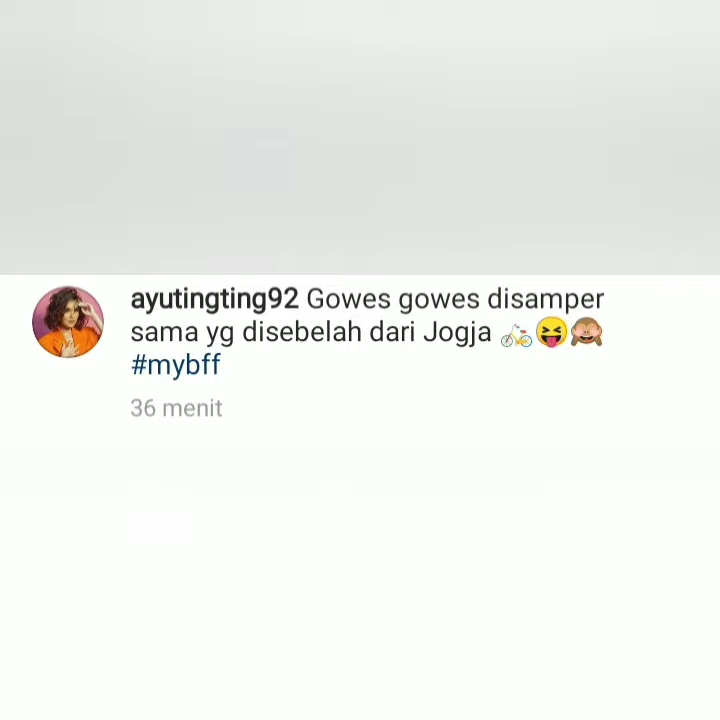 ayutingting92 Gowes gowes disamper
sama yg disebelah dari Jogja 🚲😝🙈
#mybff
36 menit